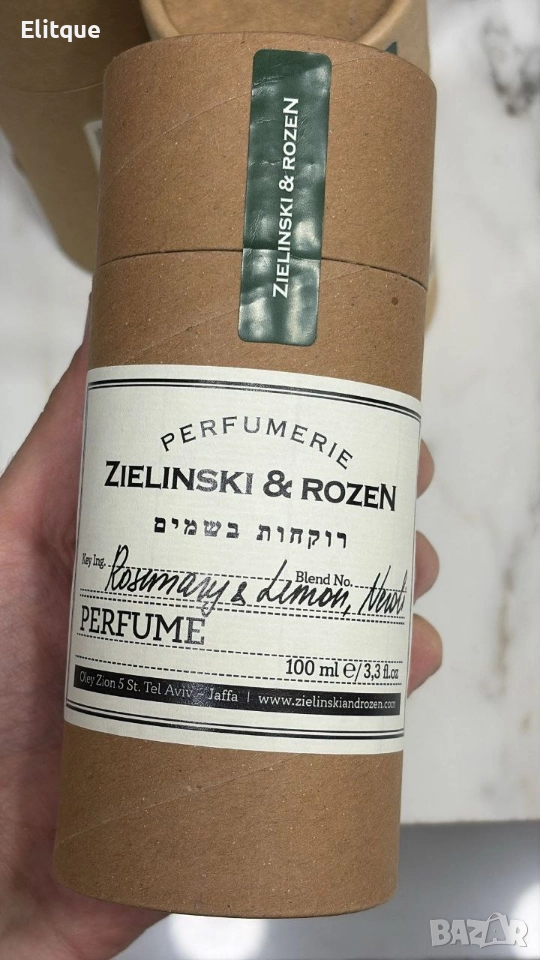 Elitque
ZIELINSKI & ROZEN
PERFUMERIE
ZIELINSKI & ROZEN
רוקחות בשמים
Key Ing. Rosemary & Lemon, Neroli
Blend No.
PERFUME
100 ml ℮/3,3 fl.oz
Oley Zion 5 St. Tel Aviv – Jaffa | www.zielinskiandrozen.com
BAZAR